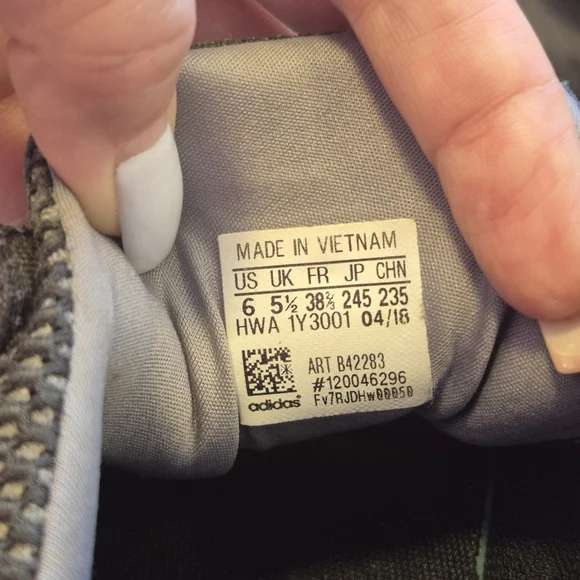 MADE IN VIETNAM
US UK FR JP CHN
6 5½ 38⅔ 245 235
HWA 1Y3001 04/18
ART B42283
#120046296
adidas® Fv7RJDHw00050